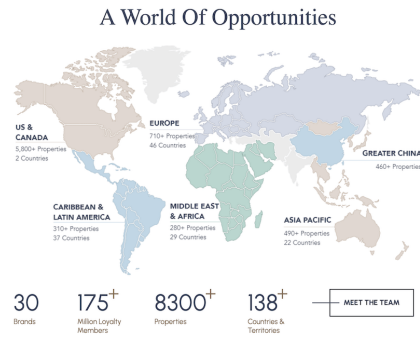 A World Of Opportunities
US &
CANADA
5,800+ Properties
2 Countries
EUROPE
710+ Properties
46 Countries
GREATER CHINA
460+ Properties
CARIBBEAN &
LATIN AMERICA
310+ Properties
37 Countries
MIDDLE EAST
& AFRICA
280+ Properties
29 Countries
ASIA PACIFIC
490+ Properties
22 Countries
30
Brands
175+
Million Loyalty
Members
8300+
Properties
138+
Countries &
Territories
MEET THE TEAM